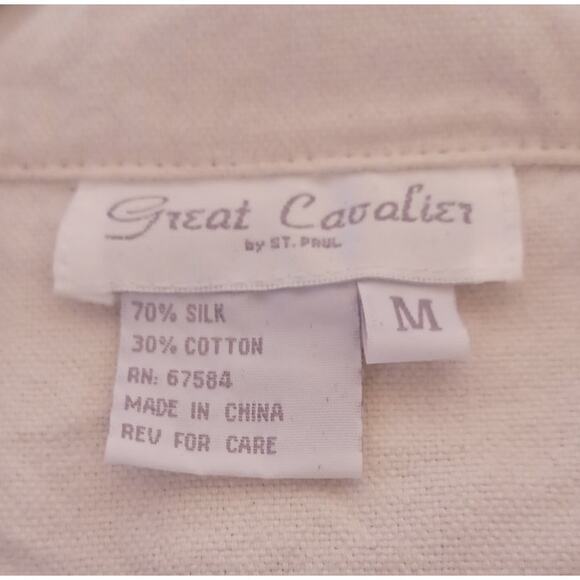 Great Cavalier
by ST. PAUL
M
70% SILK
30% COTTON
RN: 67584
MADE IN CHINA
REV FOR CARE